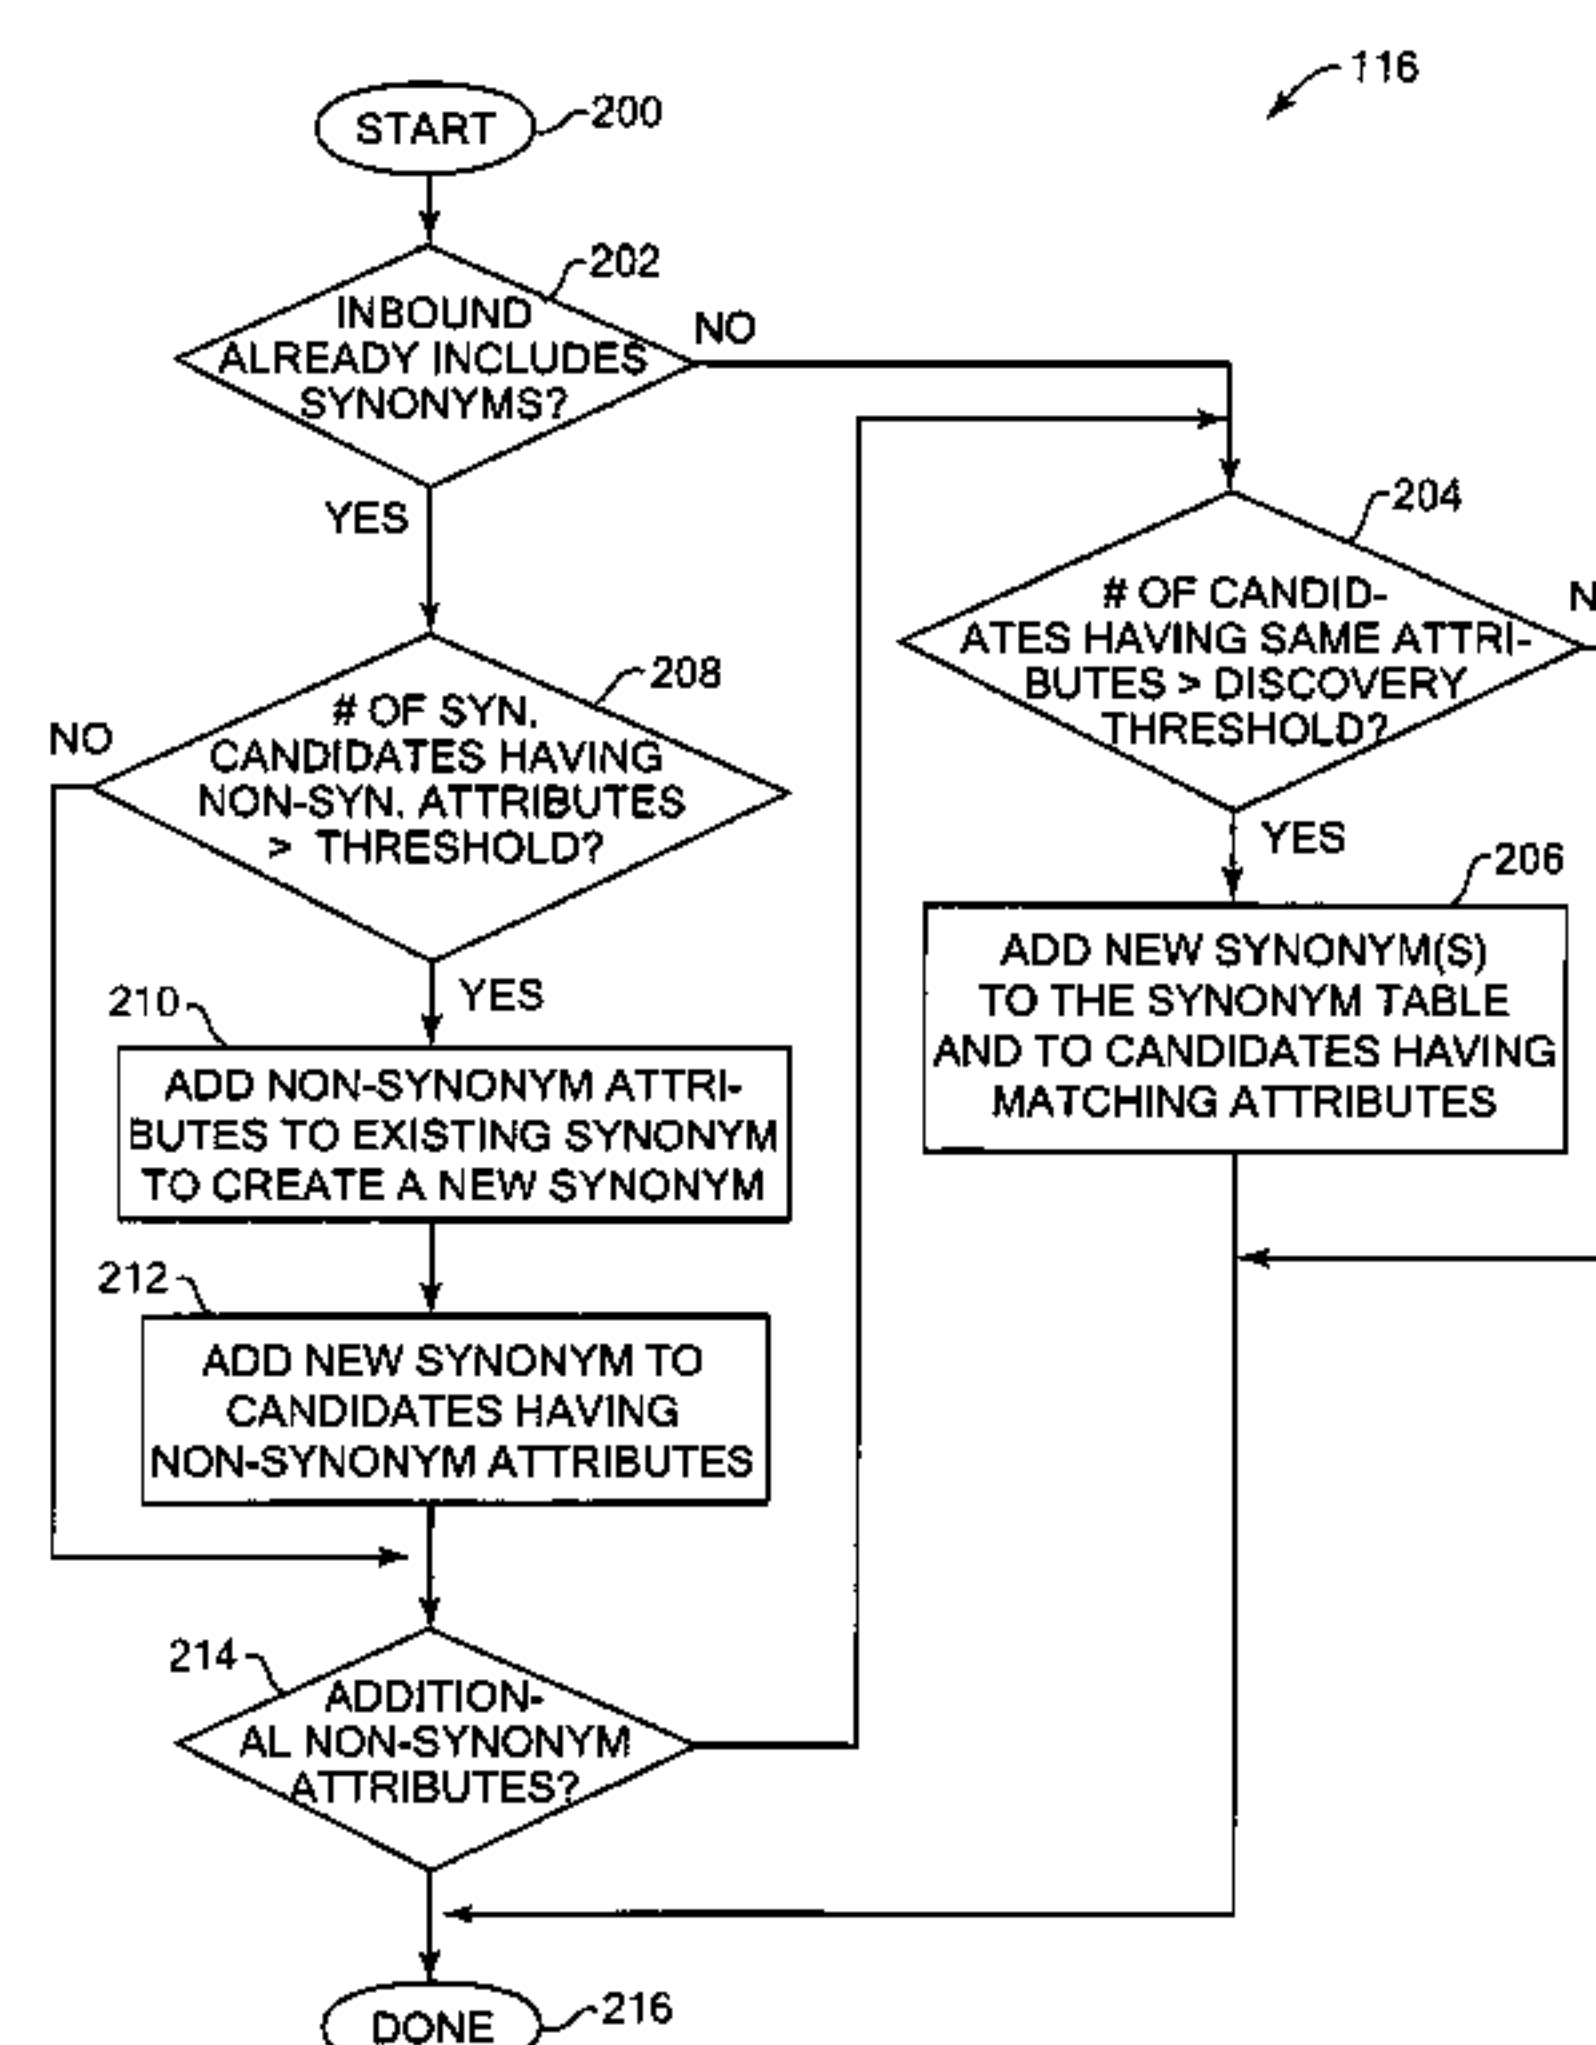 116
START
200
202
INBOUND
ALREADY INCLUDES
SYNONYMS?
NO
YES
204
# OF CANDID-
ATES HAVING SAME ATTRI-
BUTES > DISCOVERY
THRESHOLD?
N
YES
208
# OF SYN.
CANDIDATES HAVING
NON-SYN. ATTRIBUTES
> THRESHOLD?
NO
YES
206
ADD NEW SYNONYM(S)
TO THE SYNONYM TABLE
AND TO CANDIDATES HAVING
MATCHING ATTRIBUTES
210
ADD NON-SYNONYM ATTRI-
BUTES TO EXISTING SYNONYM
TO CREATE A NEW SYNONYM
212
ADD NEW SYNONYM TO
CANDIDATES HAVING
NON-SYNONYM ATTRIBUTES
214
ADDITION-
AL NON-SYNONYM
ATTRIBUTES?
DONE
216